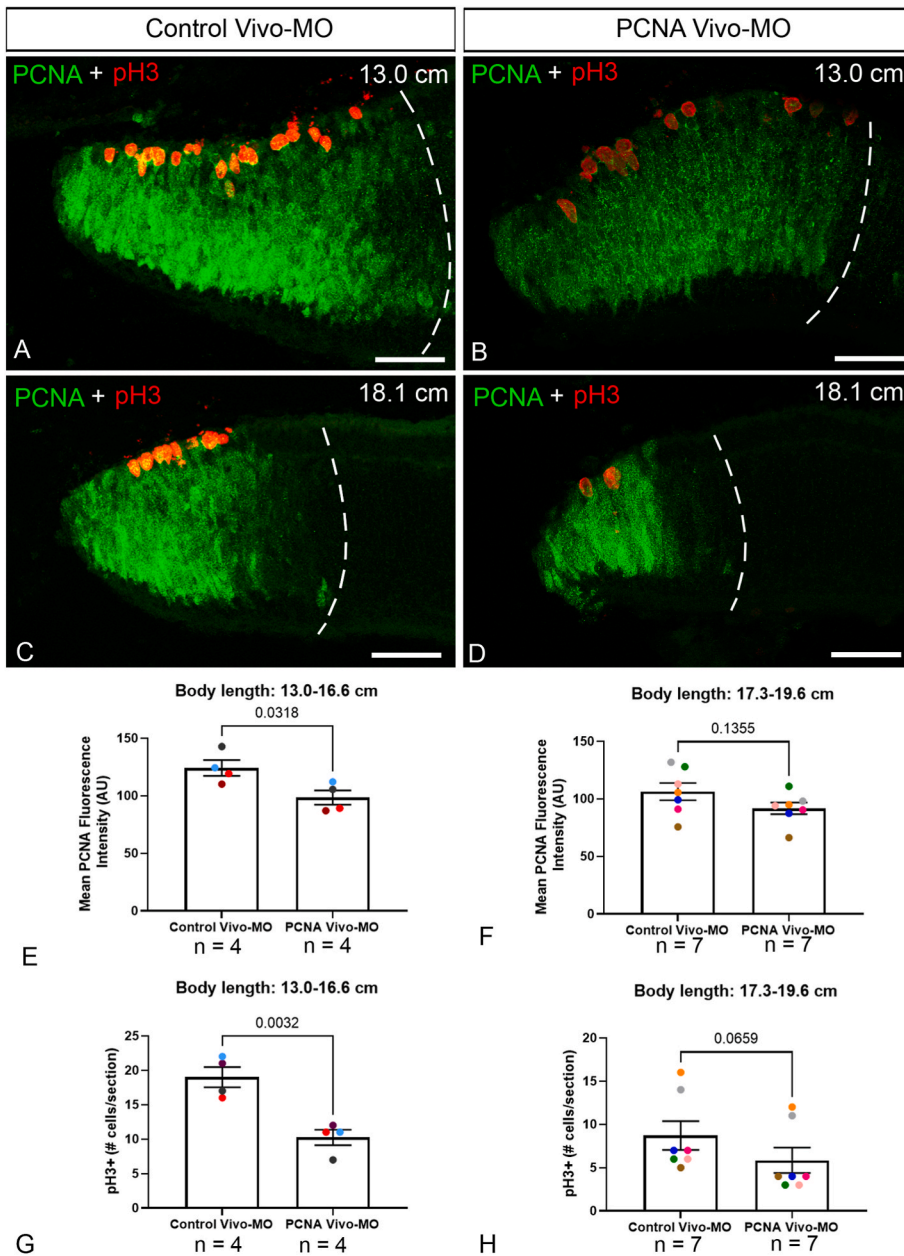 Control Vivo-MO
PCNA Vivo-MO
PCNA + pH3
13.0 cm
A
PCNA + pH3
13.0 cm
B
PCNA + pH3
18.1 cm
C
PCNA + pH3
18.1 cm
D
Body length: 13.0-16.6 cm
0.0318
Mean PCNA Fluorescence
Intensity (AU)
150
100
50
0
Control Vivo-MO
PCNA Vivo-MO
n = 4
n = 4
E
Body length: 17.3-19.6 cm
0.1355
Mean PCNA Fluorescence
Intensity (AU)
150
100
50
0
Control Vivo-MO
PCNA Vivo-MO
n = 7
n = 7
F
Body length: 13.0-16.6 cm
0.0032
pH3+ (# cells/section)
25
20
15
10
5
0
Control Vivo-MO
PCNA Vivo-MO
n = 4
n = 4
G
Body length: 17.3-19.6 cm
0.0659
pH3+ (# cells/section)
20
15
10
5
0
Control Vivo-MO
PCNA Vivo-MO
n = 7
n = 7
H